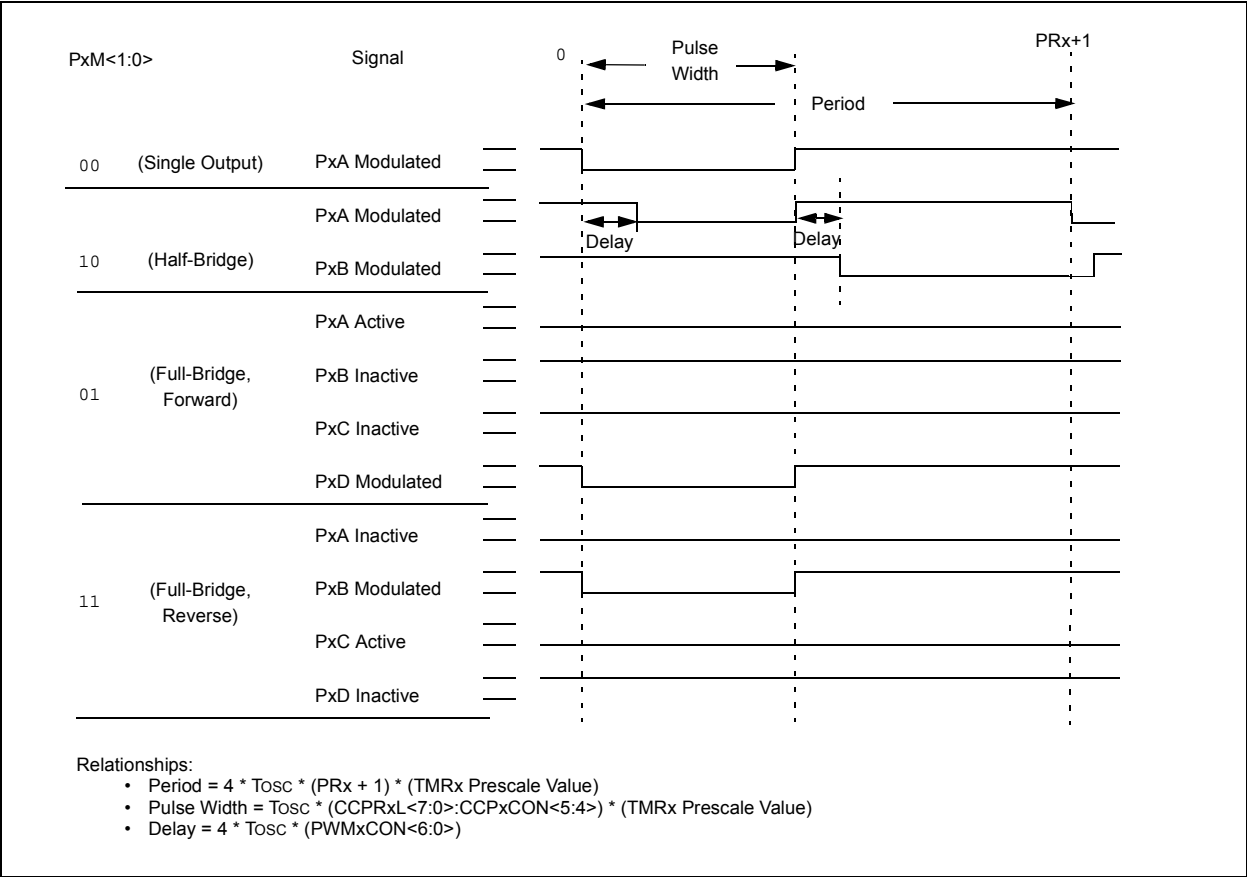 PxM<1:0>
Signal
0
Pulse
Width
PRx+1
Period
00
(Single Output)
PxA Modulated
10
(Half-Bridge)
PxA Modulated
Delay
Delay
PxB Modulated
01
(Full-Bridge,
Forward)
PxA Active
PxB Inactive
PxC Inactive
PxD Modulated
11
(Full-Bridge,
Reverse)
PxA Inactive
PxB Modulated
PxC Active
PxD Inactive
Relationships:
• Period = 4 * TOSC * (PRx + 1) * (TMRx Prescale Value)
• Pulse Width = TOSC * (CCPRxL<7:0>:CCPxCON<5:4>) * (TMRx Prescale Value)
• Delay = 4 * TOSC * (PWMxCON<6:0>)